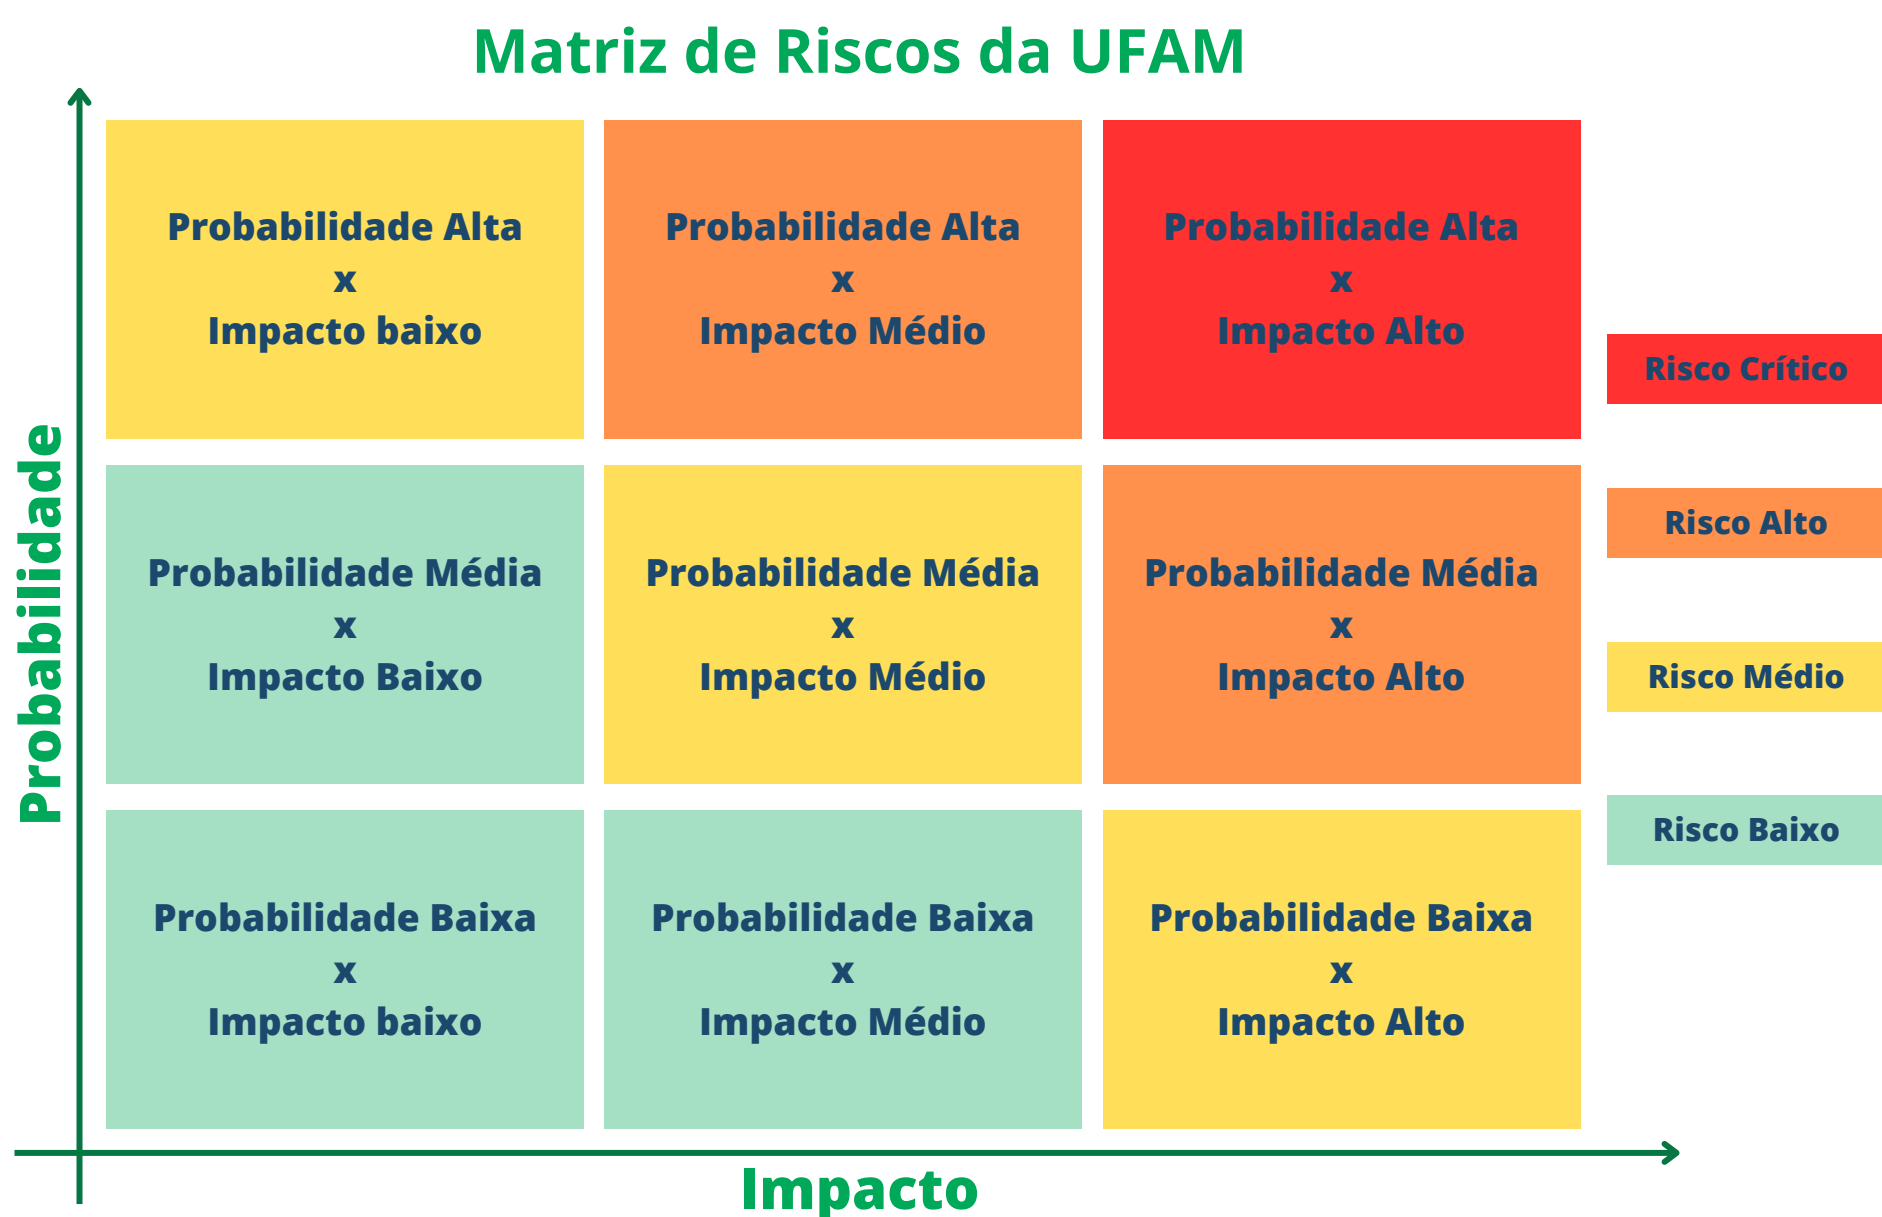 Matriz de Riscos da UFAM
Probabilidade
Probabilidade Alta
x
Impacto baixo
Probabilidade Alta
x
Impacto Médio
Probabilidade Alta
x
Impacto Alto
Probabilidade Média
x
Impacto Baixo
Probabilidade Média
x
Impacto Médio
Probabilidade Média
x
Impacto Alto
Probabilidade Baixa
x
Impacto baixo
Probabilidade Baixa
x
Impacto Médio
Probabilidade Baixa
x
Impacto Alto
Risco Crítico
Risco Alto
Risco Médio
Risco Baixo
Impacto